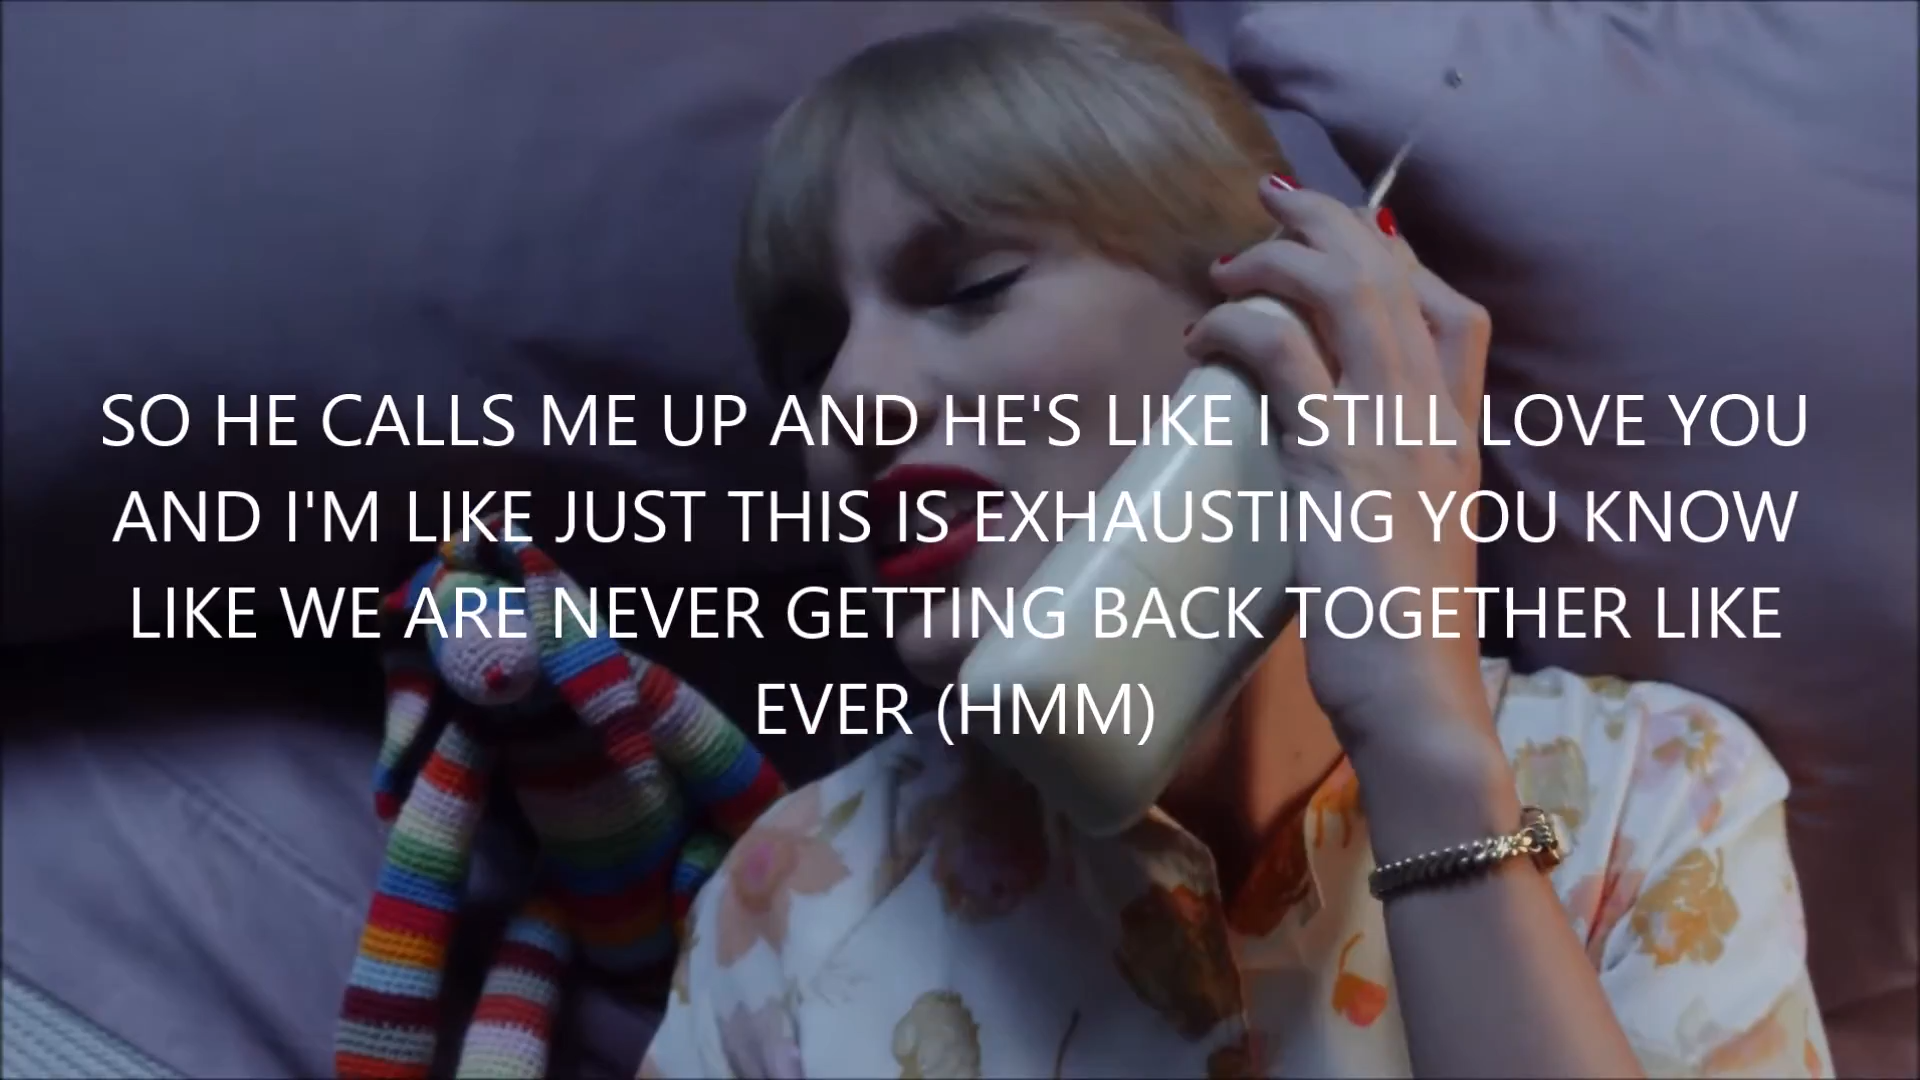 SO HE CALLS ME UP AND HE'S LIKE I STILL LOVE YOU
AND I'M LIKE JUST THIS IS EXHAUSTING YOU KNOW
LIKE WE ARE NEVER GETTING BACK TOGETHER LIKE
EVER (HMM)